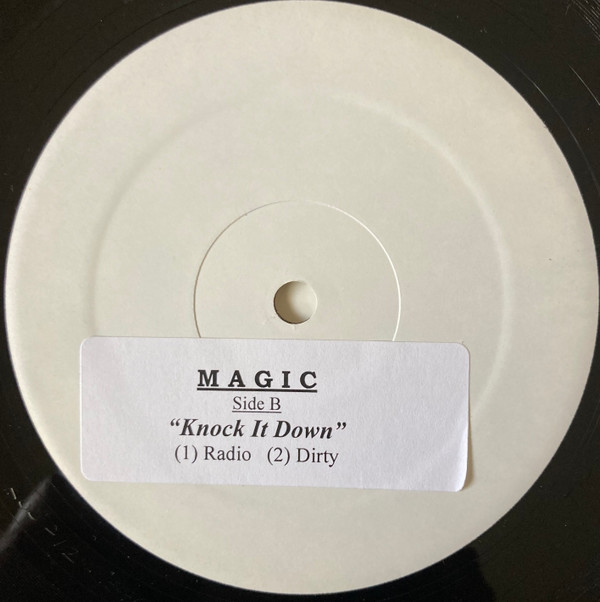 MAGIC
Side B
“Knock It Down”
(1) Radio (2) Dirty